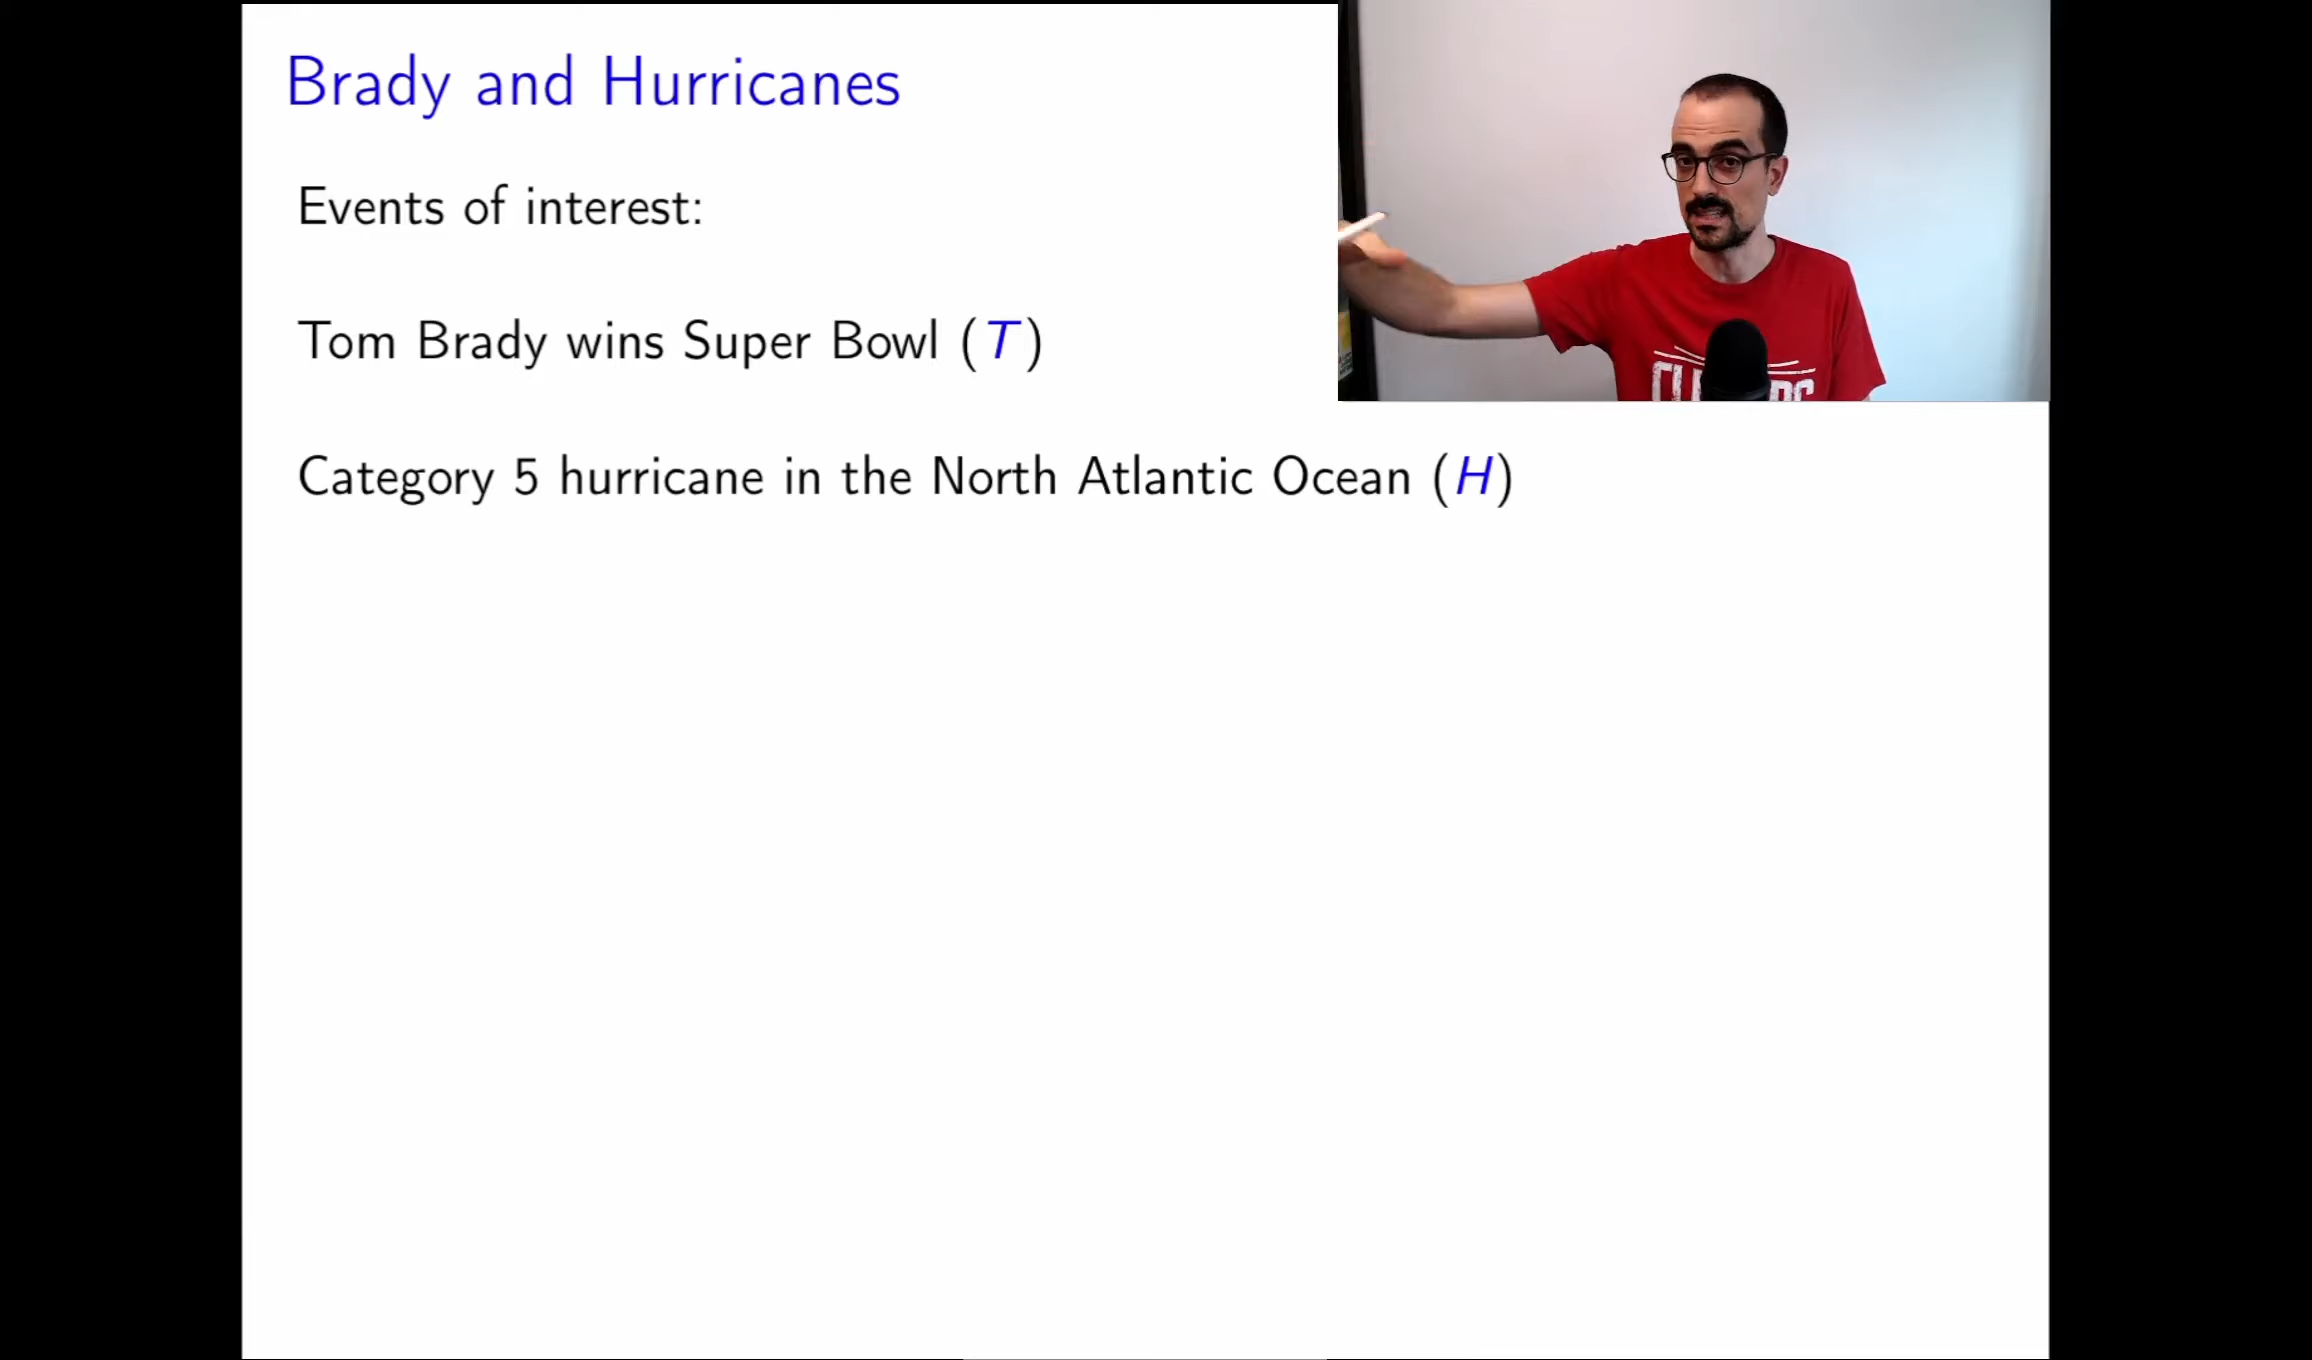 Brady and Hurricanes
Events of interest:
Tom Brady wins Super Bowl (T)
Category 5 hurricane in the North Atlantic Ocean (H)